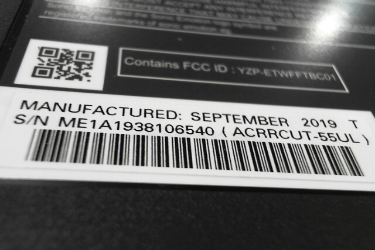 Contains FCC ID : YZP-ETWFFTBC01
MANUFACTURED: SEPTEMBER 2019 T
S/N ME1A1938106540 ( ACRRCUT-55UL )